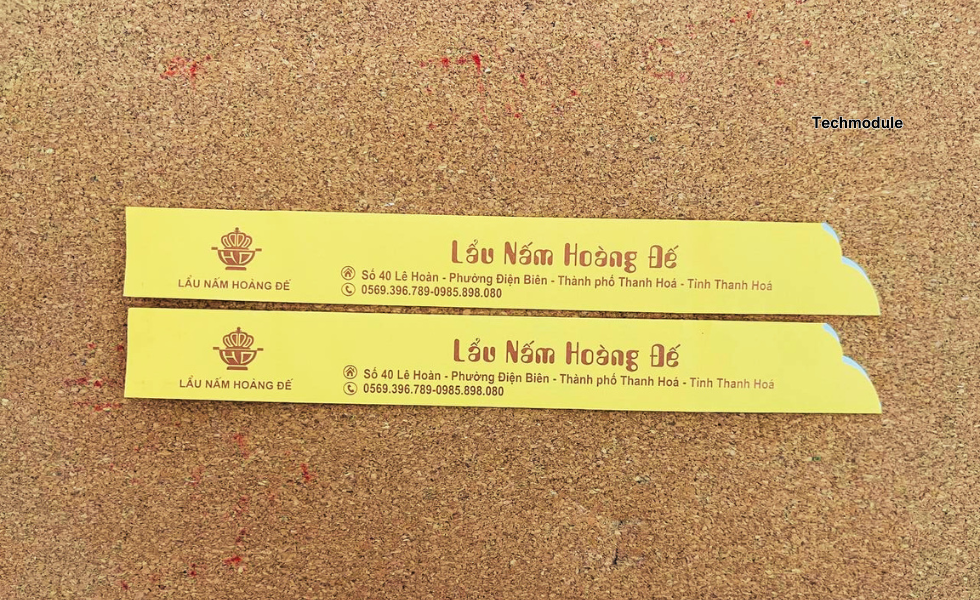 Techmodule
Lẩu Nấm Hoàng Đế
HĐ
LẨU NẤM HOÀNG ĐẾ
Số 40 Lê Hoàn - Phường Điện Biên - Thành phố Thanh Hoá - Tỉnh Thanh Hoá
0569.396.789-0985.898.080
Lẩu Nấm Hoàng Đế
HĐ
LẨU NẤM HOÀNG ĐẾ
Số 40 Lê Hoàn - Phường Điện Biên - Thành phố Thanh Hoá - Tỉnh Thanh Hoá
0569.396.789-0985.898.080